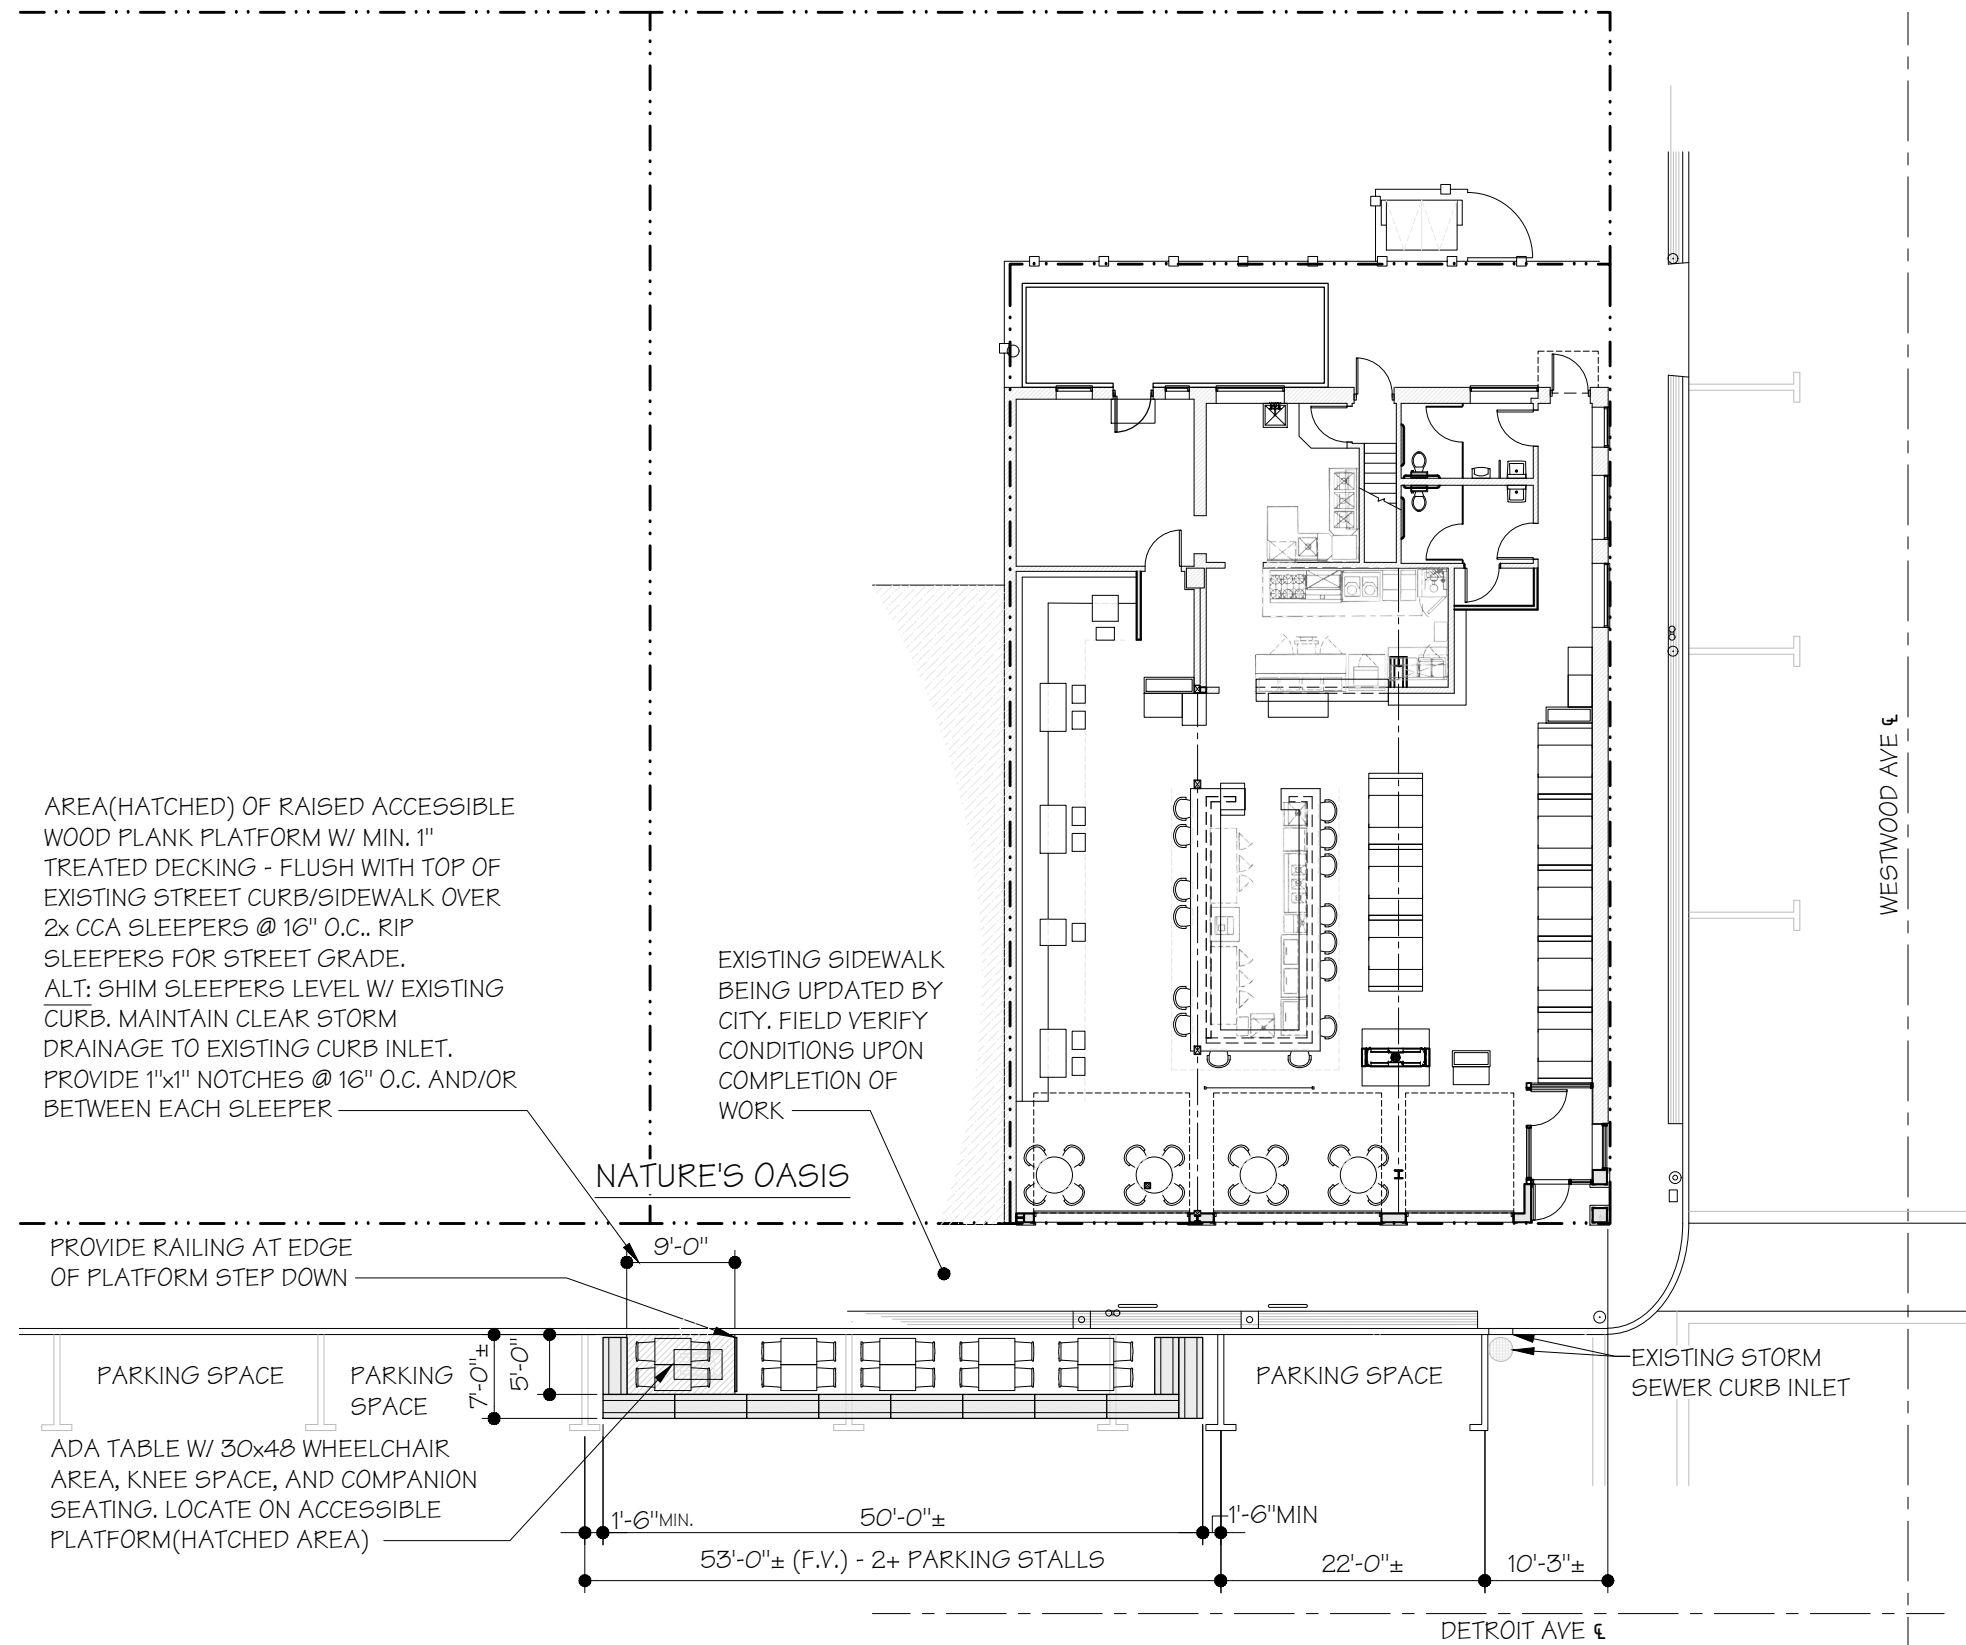 AREA(HATCHED) OF RAISED ACCESSIBLE
WOOD PLANK PLATFORM W/ MIN. 1"
TREATED DECKING - FLUSH WITH TOP OF
EXISTING STREET CURB/SIDEWALK OVER
2x CCA SLEEPERS @ 16" O.C.. RIP
SLEEPERS FOR STREET GRADE.
ALT: SHIM SLEEPERS LEVEL W/ EXISTING
CURB. MAINTAIN CLEAR STORM
DRAINAGE TO EXISTING CURB INLET.
PROVIDE 1"x1" NOTCHES @ 16" O.C. AND/OR
BETWEEN EACH SLEEPER
EXISTING SIDEWALK
BEING UPDATED BY
CITY. FIELD VERIFY
CONDITIONS UPON
COMPLETION OF
WORK
NATURE'S OASIS
WESTWOOD AVE ℄
PROVIDE RAILING AT EDGE
OF PLATFORM STEP DOWN
9'-0"
PARKING SPACE
PARKING
SPACE
7'-0"±
5'-0"
PARKING SPACE
EXISTING STORM
SEWER CURB INLET
ADA TABLE W/ 30x48 WHEELCHAIR
AREA, KNEE SPACE, AND COMPANION
SEATING. LOCATE ON ACCESSIBLE
PLATFORM(HATCHED AREA)
1'-6"MIN.
50'-0"±
1'-6"MIN
53'-0"± (F.V.) - 2+ PARKING STALLS
22'-0"±
10'-3"±
DETROIT AVE ℄